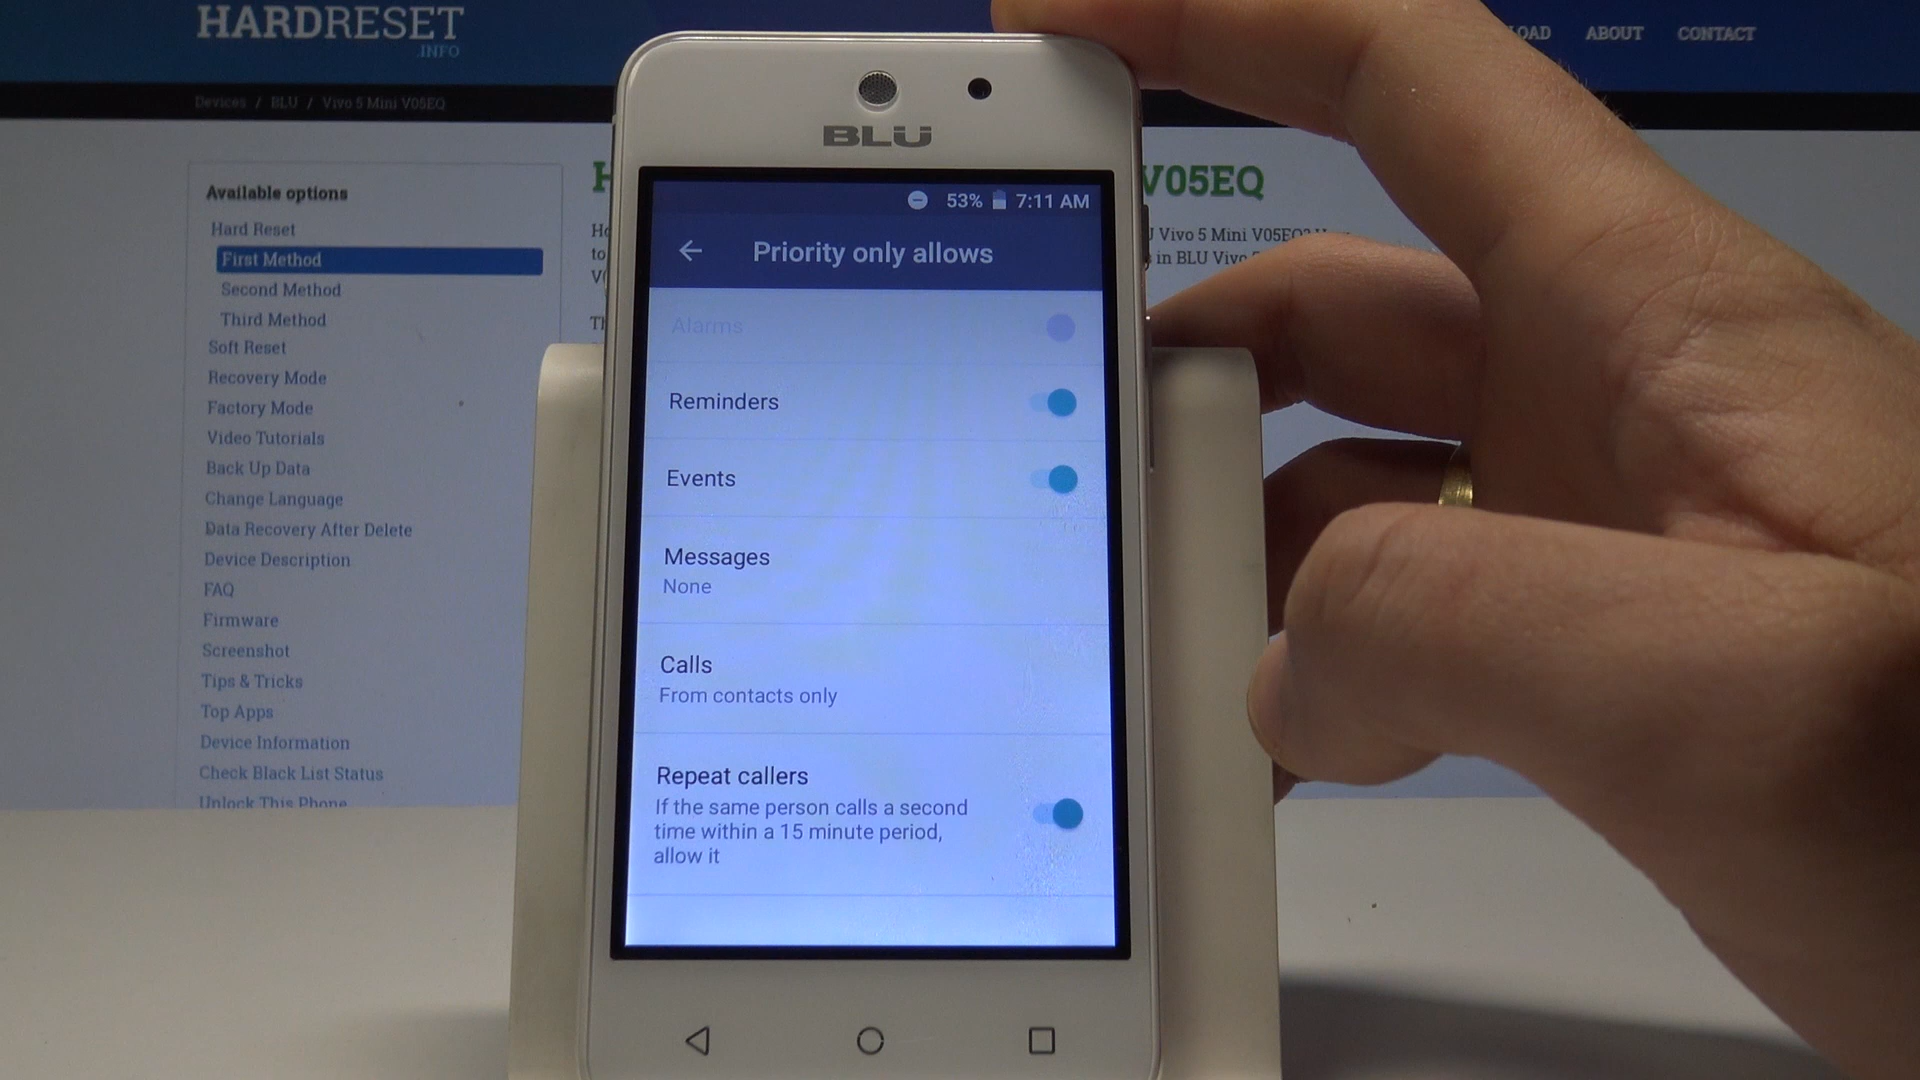 HARDRESET
.INFO
ABOUT
CONTACT
Devices / BLU / Vivo 5 Mini V05EQ
Available options
Hard Reset
First Method
Second Method
Third Method
Soft Reset
Recovery Mode
Factory Mode
Video Tutorials
Back Up Data
Change Language
Data Recovery After Delete
Device Description
FAQ
Firmware
Screenshot
Tips & Tricks
Top Apps
Device Information
Check Black List Status
Unlock This Phone
V05EQ
Vivo 5 Mini V05EQ?
in BLU Vivo
BLU
53% 7:11 AM
Priority only allows
Alarms
Reminders
Events
Messages
None
Calls
From contacts only
Repeat callers
If the same person calls a second
time within a 15 minute period,
allow it